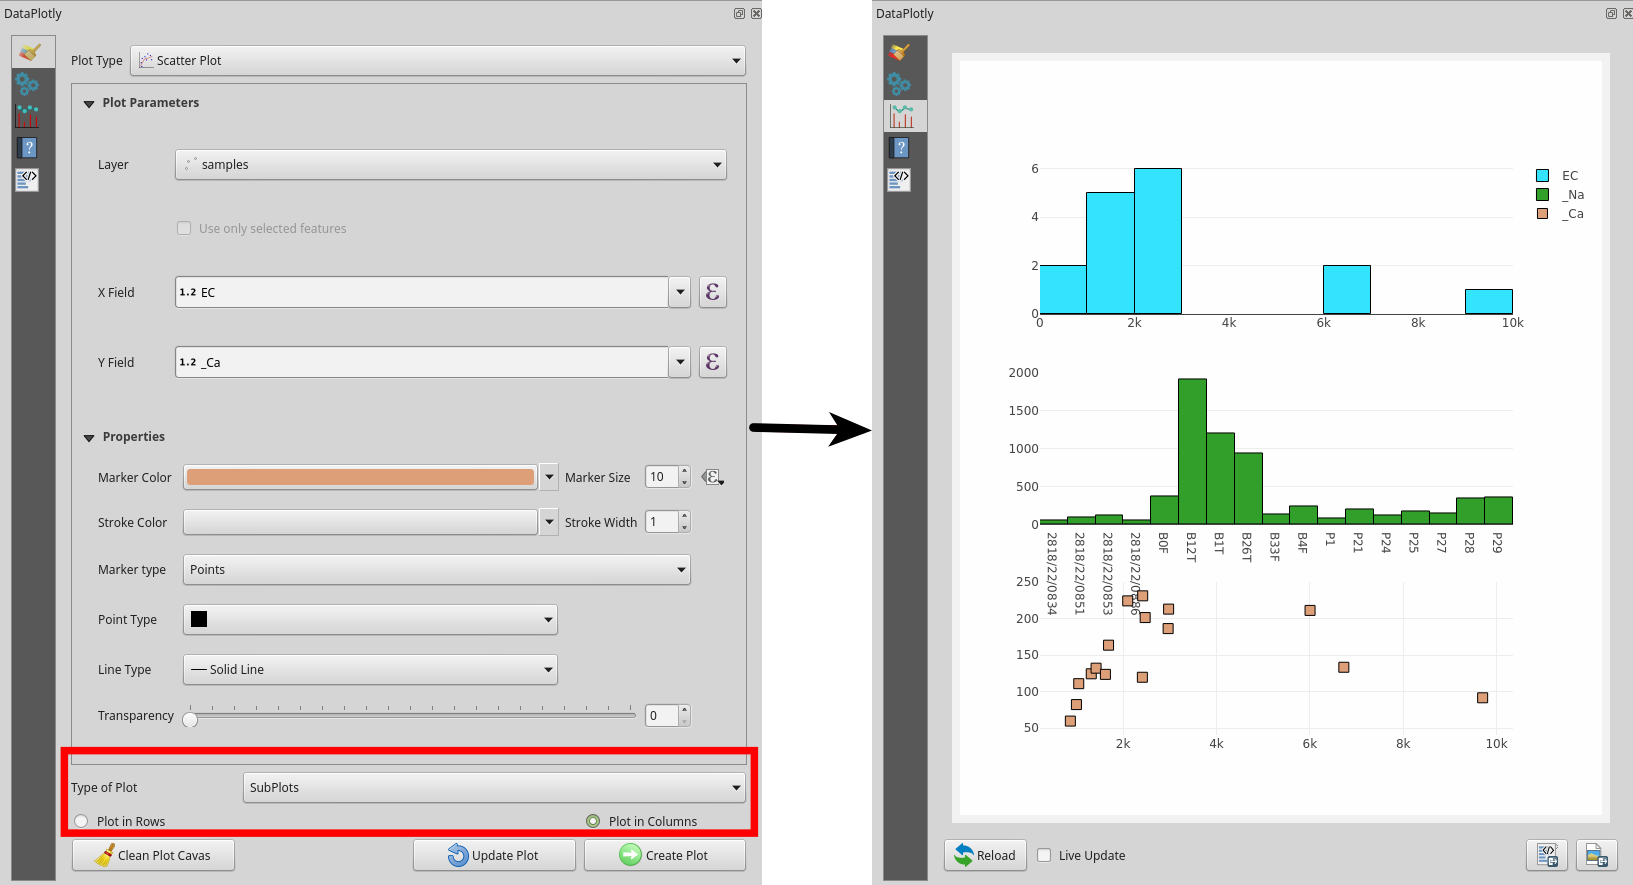 DataPlotly
Plot Type Scatter Plot
Plot Parameters
Layer samples
Use only selected features
X Field 1.2 EC ε
Y Field 1.2 _Ca ε
Properties
Marker Color Marker Size 10 ε
Stroke Color Stroke Width 1
Marker type Points
Point Type
Line Type Solid Line
Transparency 0
Type of Plot SubPlots
Plot in Rows Plot in Columns
Clean Plot Cavas Update Plot Create Plot
DataPlotly
6
4
2
0
0 2k 4k 6k 8k 10k
EC
_Na
_Ca
2000
1500
1000
500
0
2818/22/0834
2818/22/0851
2818/22/0853
2818/22/0886
B0F
B12T
B1T
B26T
B33F
B4F
P1
P21
P24
P25
P27
P28
P29
250
200
150
100
50
2k 4k 6k 8k 10k
Reload Live Update